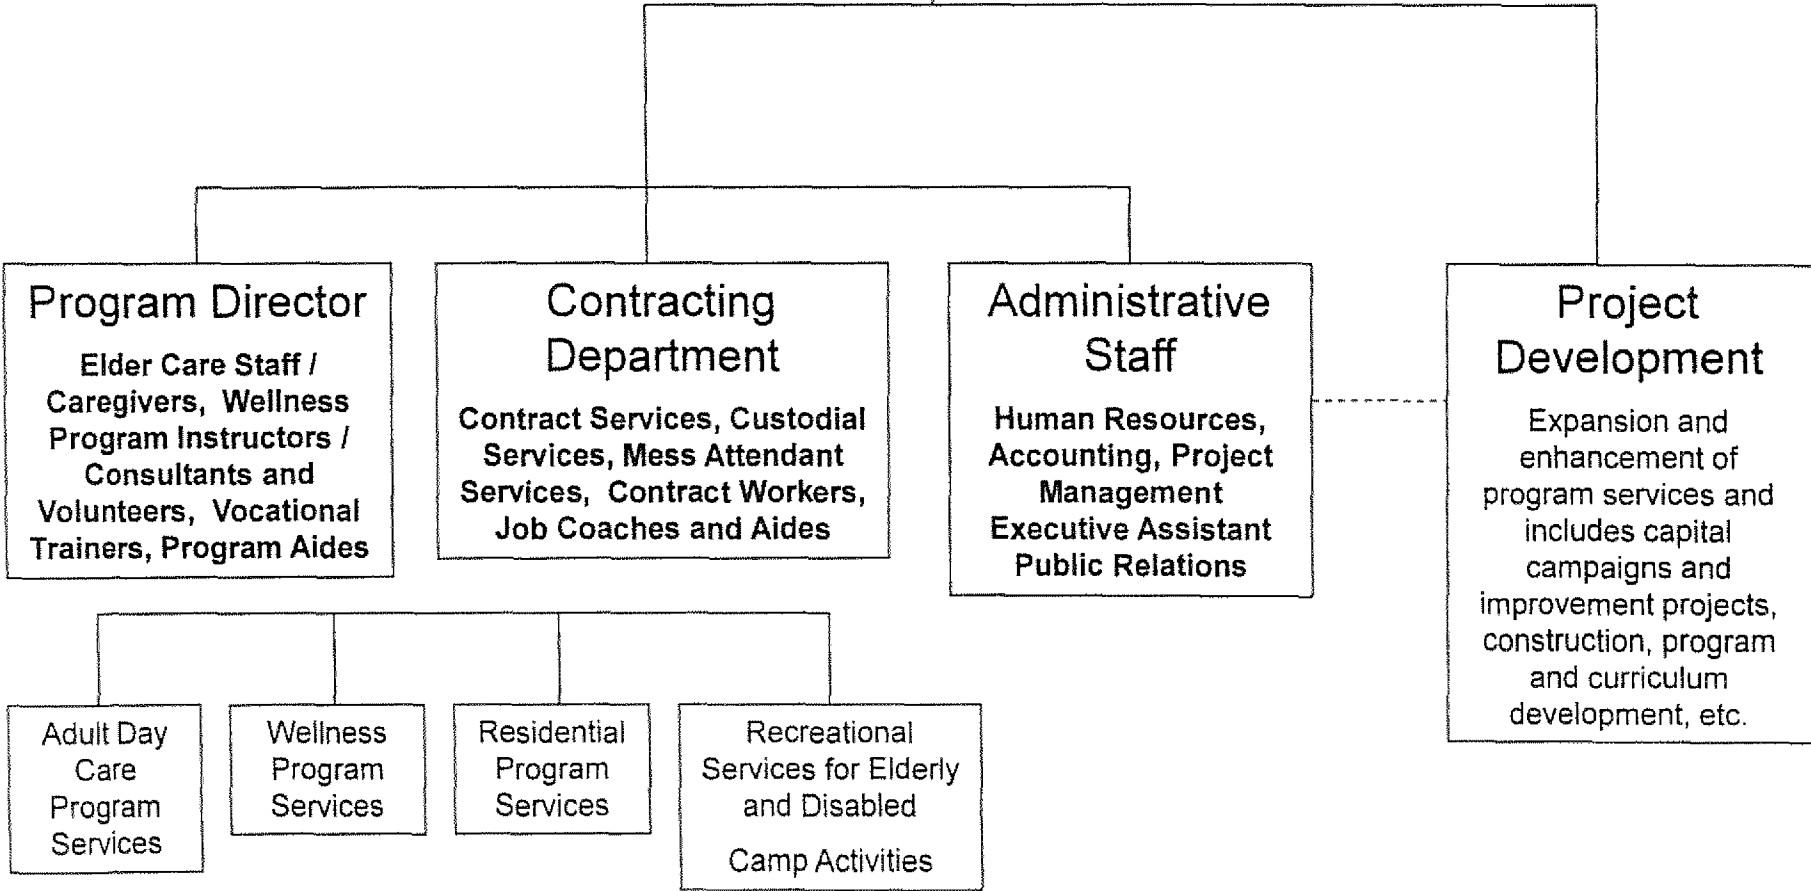 Program Director
Elder Care Staff /
Caregivers, Wellness
Program Instructors /
Consultants and
Volunteers, Vocational
Trainers, Program Aides
Contracting
Department
Contract Services, Custodial
Services, Mess Attendant
Services, Contract Workers,
Job Coaches and Aides
Administrative
Staff
Human Resources,
Accounting, Project
Management
Executive Assistant
Public Relations
Project
Development
Expansion and
enhancement of
program services and
includes capital
campaigns and
improvement projects,
construction, program
and curriculum
development, etc.
Adult Day
Care
Program
Services
Wellness
Program
Services
Residential
Program
Services
Recreational
Services for Elderly
and Disabled
Camp Activities